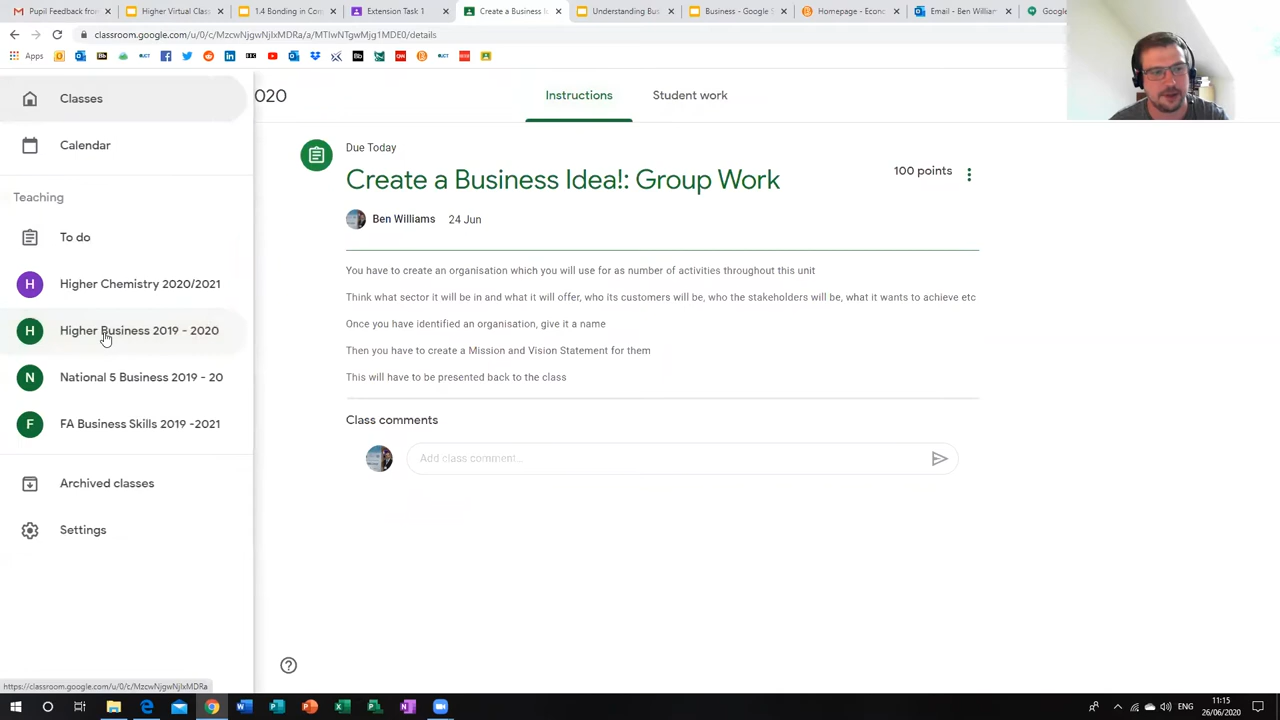 Pupil Feedback fo
Higher Virtual Class
1.4 Bonding in Com
Extension Task 1
Create a Business I
Understanding Bus
Business - Google S
Homepage - Econo
Email - Ben William
Goog
classroom.google.com/u/0/c/MzcwNjgwNjIxMDRa/a/MTIwNTgwMjg1MDE0/details
Apps
Classes
020
Instructions
Student work
Calendar
Teaching
To do
Higher Chemistry 2020/2021
Higher Business 2019 - 2020
National 5 Business 2019 - 20
FA Business Skills 2019 -2021
Archived classes
Settings
Due Today
Create a Business Idea!: Group Work
100 points
Ben Williams 24 Jun
You have to create an organisation which you will use for as number of activities throughout this unit
Think what sector it will be in and what it will offer, who its customers will be, who the stakeholders will be, what it wants to achieve etc
Once you have identified an organisation, give it a name
Then you have to create a Mission and Vision Statement for them
This will have to be presented back to the class
Class comments
Add class comment...
https://classroom.google.com/u/0/c/MzcwNjgwNjIxMDRa
ENG
11:15
26/06/2020